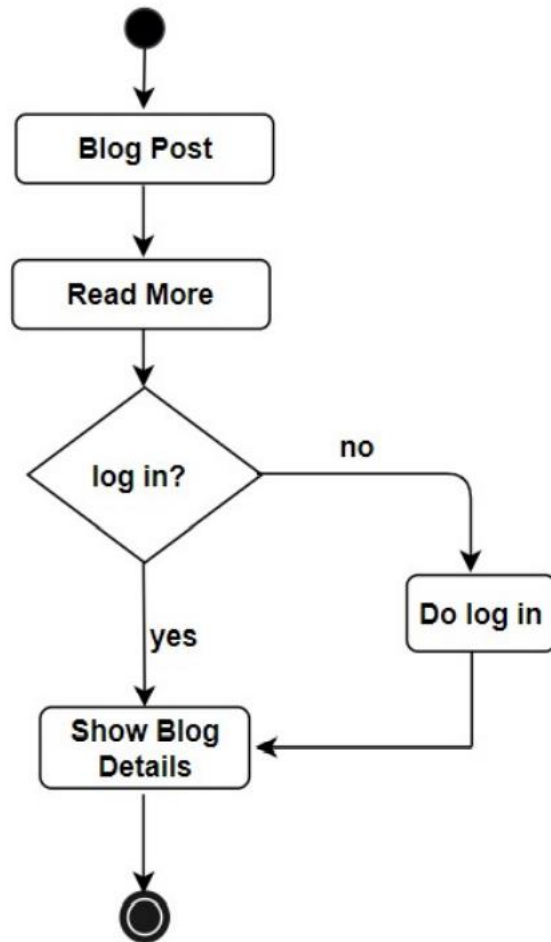 Blog Post
Read More
log in?
no
Do log in
yes
Show Blog
Details